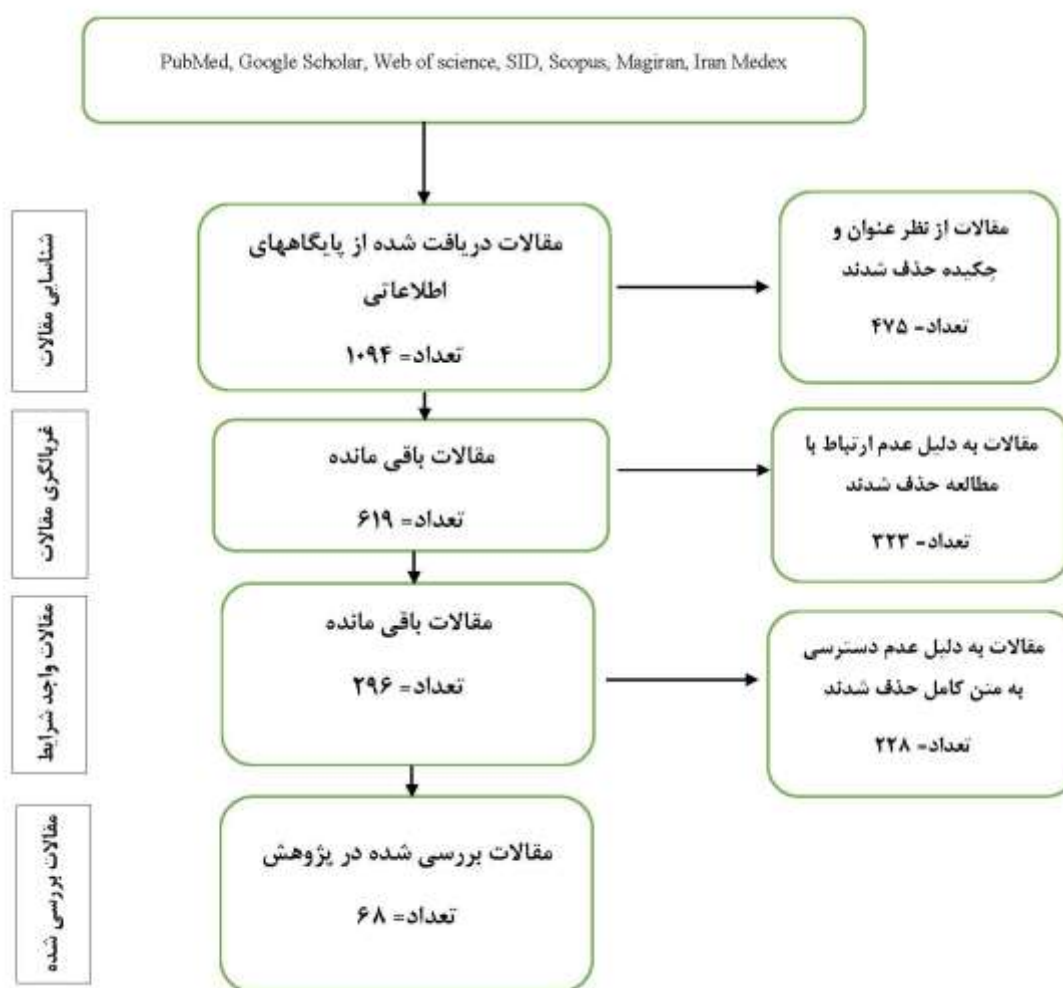 PubMed, Google Scholar, Web of science, SID, Scopus, Magiran, Iran Medex
شناسایی مقالات
مقالات دریافت شده از پایگاههای
اطلاعاتی
تعداد= ۱۰۹۴
مقالات از نظر عنوان و
چکیده حذف شدند
تعداد= ۴۷۵
غربالگری مقالات
مقالات باقی مانده
تعداد= ۶۱۹
مقالات به دلیل عدم ارتباط با
مطالعه حذف شدند
تعداد= ۳۲۳
مقالات واجد شرایط
مقالات باقی مانده
تعداد= ۲۹۶
مقالات به دلیل عدم دسترسی
به متن کامل حذف شدند
تعداد= ۲۲۸
مقالات بررسی شده
مقالات بررسی شده در پژوهش
تعداد= ۶۸